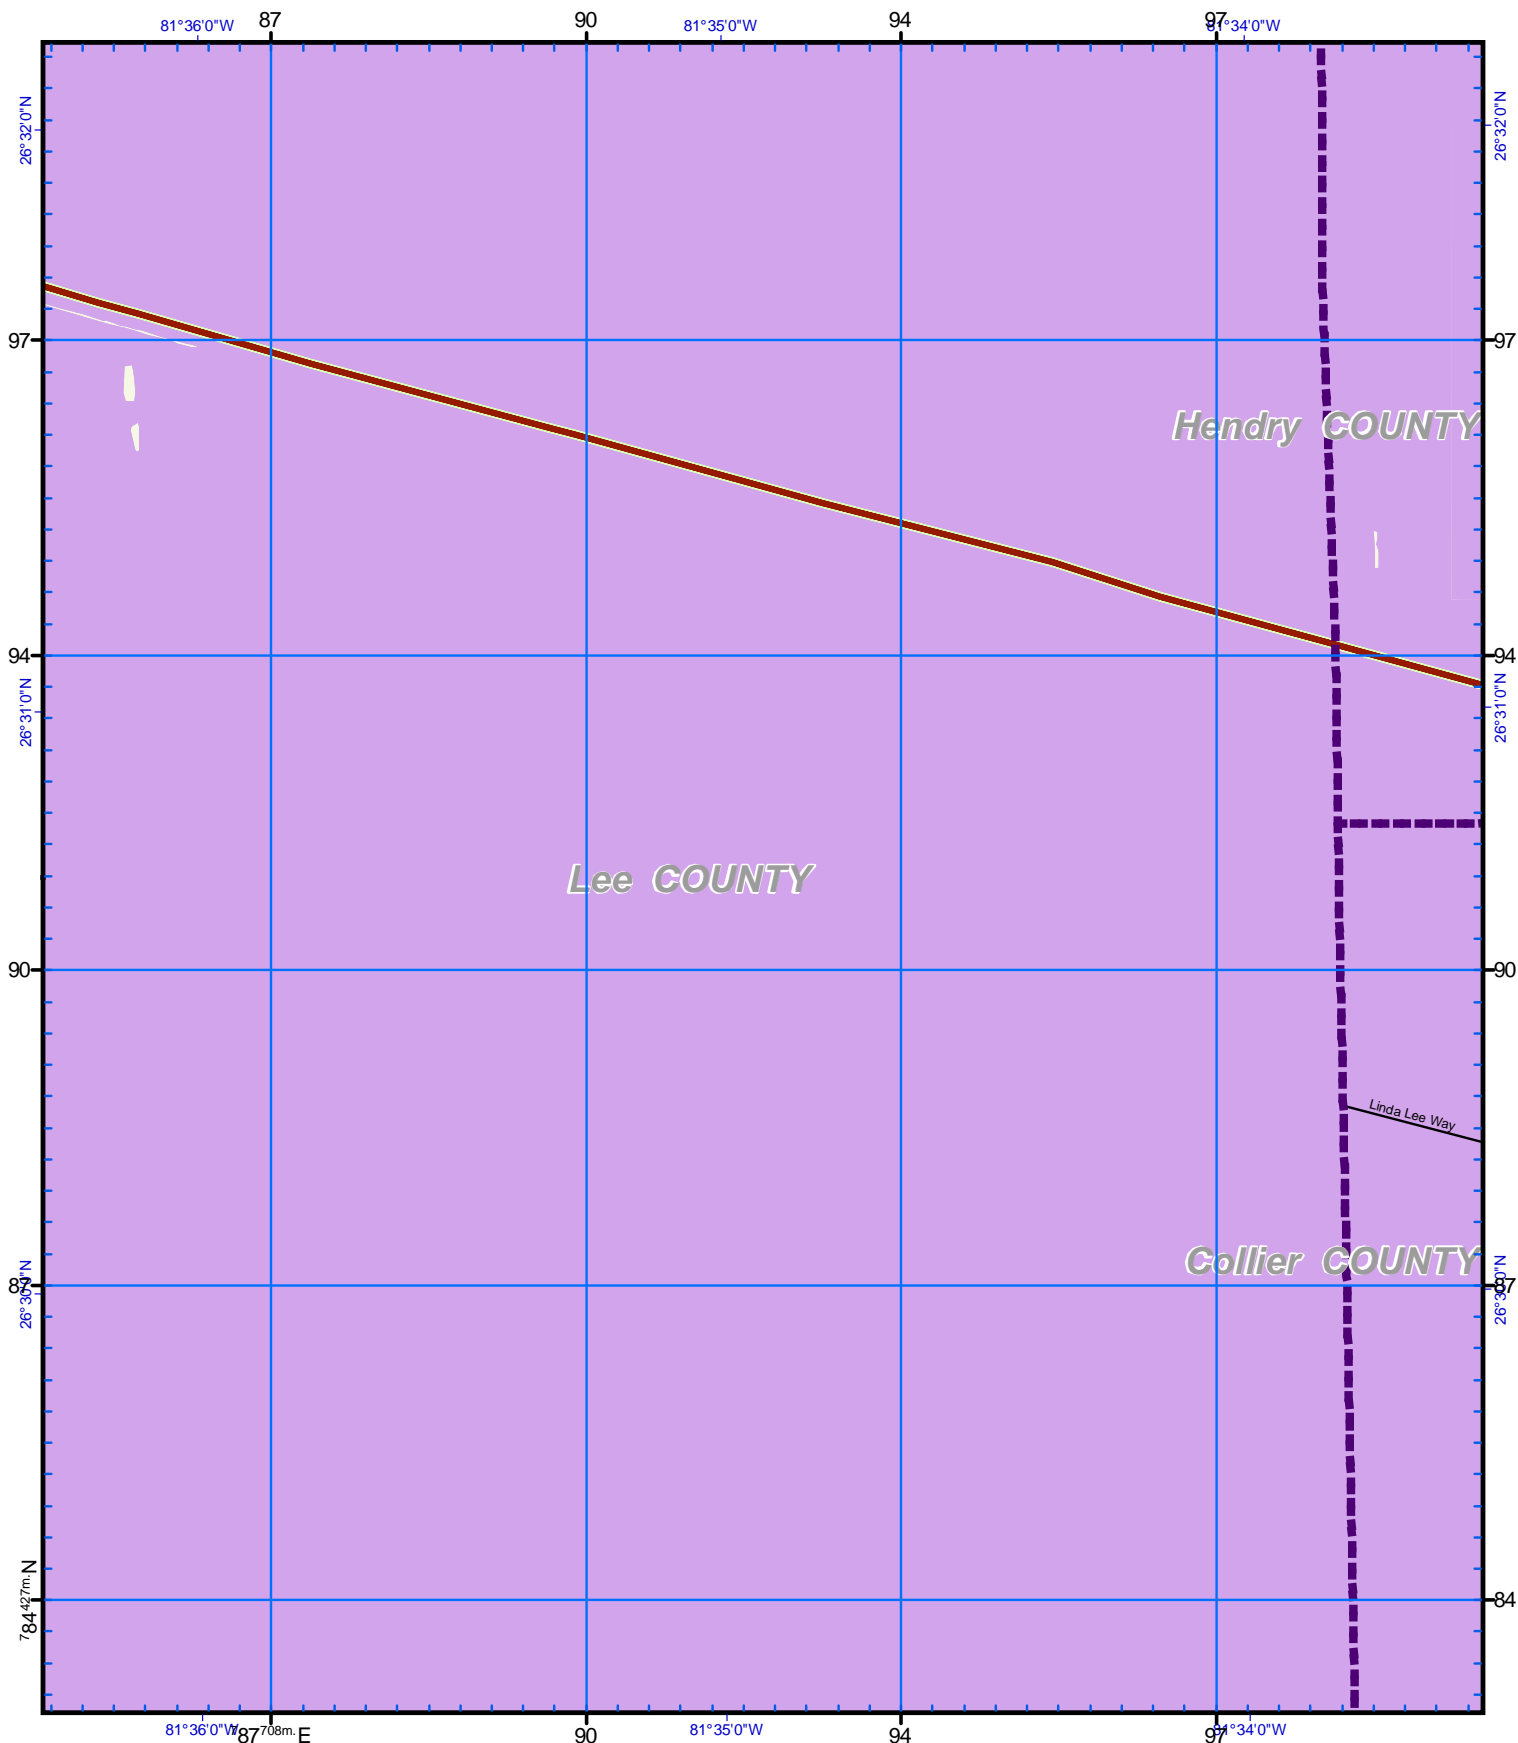 87 90 94 97
81°36'0"W 81°35'0"W 81°34'0"W
26°32'0"N 26°32'0"N
97 97
Hendry COUNTY
94 94
26°31'0"N 26°31'0"N
Lee COUNTY
90 90
Linda Lee Way
Collier COUNTY
87 87
26°30'0"N 26°30'0"N
784427m.N 84
81°36'0"W 81°35'0"W 81°34'0"W
787708m.E 90 94 97